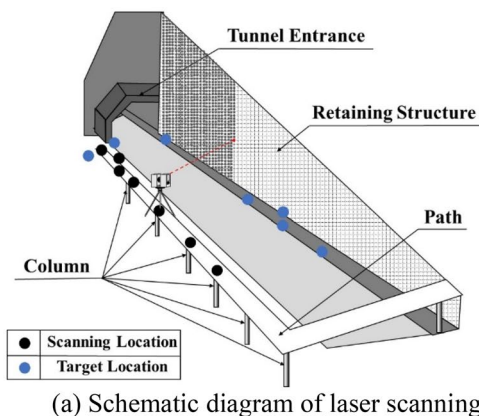 Tunnel Entrance
Retaining Structure
Path
Column
Scanning Location
Target Location
(a) Schematic diagram of laser scanning